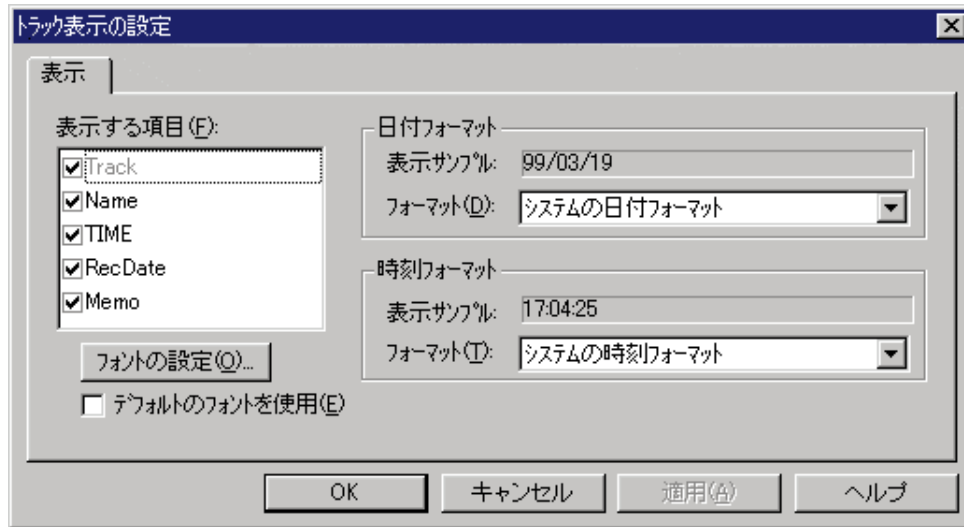 トラック表示の設定
表示
表示する項目(F):
Track
Name
TIME
RecDate
Memo
フォントの設定(O)...
デフォルトのフォントを使用(E)
日付フォーマット
表示サンプル: 99/03/19
フォーマット(D): システムの日付フォーマット
時刻フォーマット
表示サンプル: 17:04:25
フォーマット(T): システムの時刻フォーマット
OK キャンセル 適用(A) ヘルプ